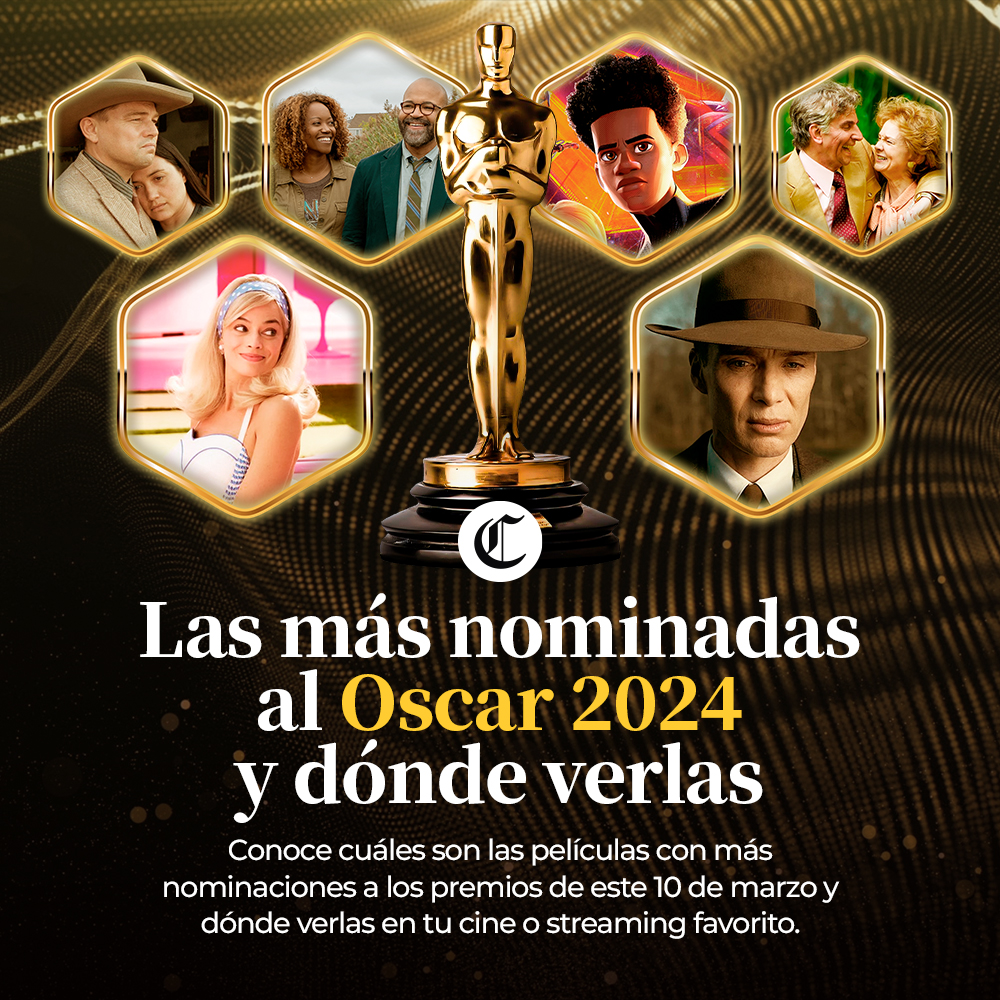 C
Las más nominadas
al Oscar 2024
y dónde verlas
Conoce cuáles son las películas con más
nominaciones a los premios de este 10 de marzo y
dónde verlas en tu cine o streaming favorito.